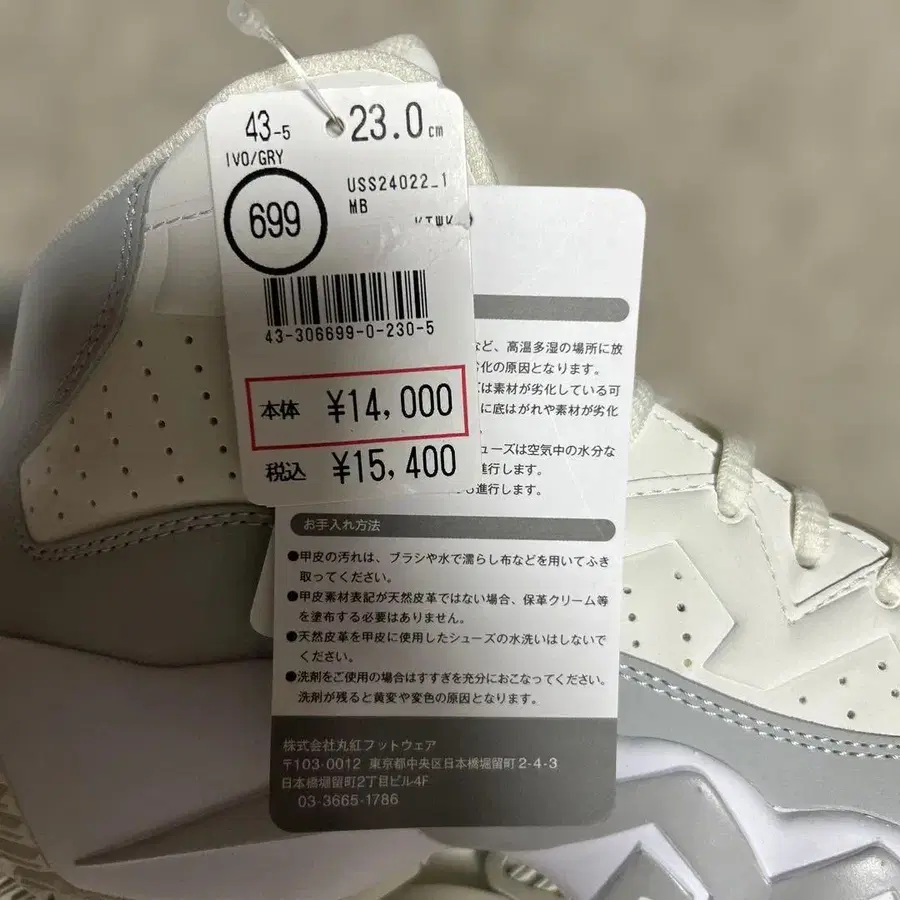 43-5
23.0cm
IVO/GRY
699
USS24022_1
MB
43-306699-0-230-5
本体 ¥14,000
税込 ¥15,400
など、高温多湿の場所に放
化の原因となります。
は素材が劣化している可
に底はがれや素材が劣化
ューズは空気中の水分な
進行します。
進行します。
お手入れ方法
●甲皮の汚れは、ブラシや水で濡らし布などを用いてふき
取ってください。
●甲皮素材表記が天然皮革ではない場合、保革クリーム等
を塗布する必要はありません。
●天然皮革を甲皮に使用したシューズの水洗いはしないで
ください。
●洗剤をご使用の場合はすすぎを充分におこなってください。
洗剤が残ると黄変や変色の原因となります。
株式会社丸紅フットウェア
〒103-0012 東京都中央区日本橋堀留町2-4-3
日本橋堀留町2丁目ビル4F
03-3665-1786